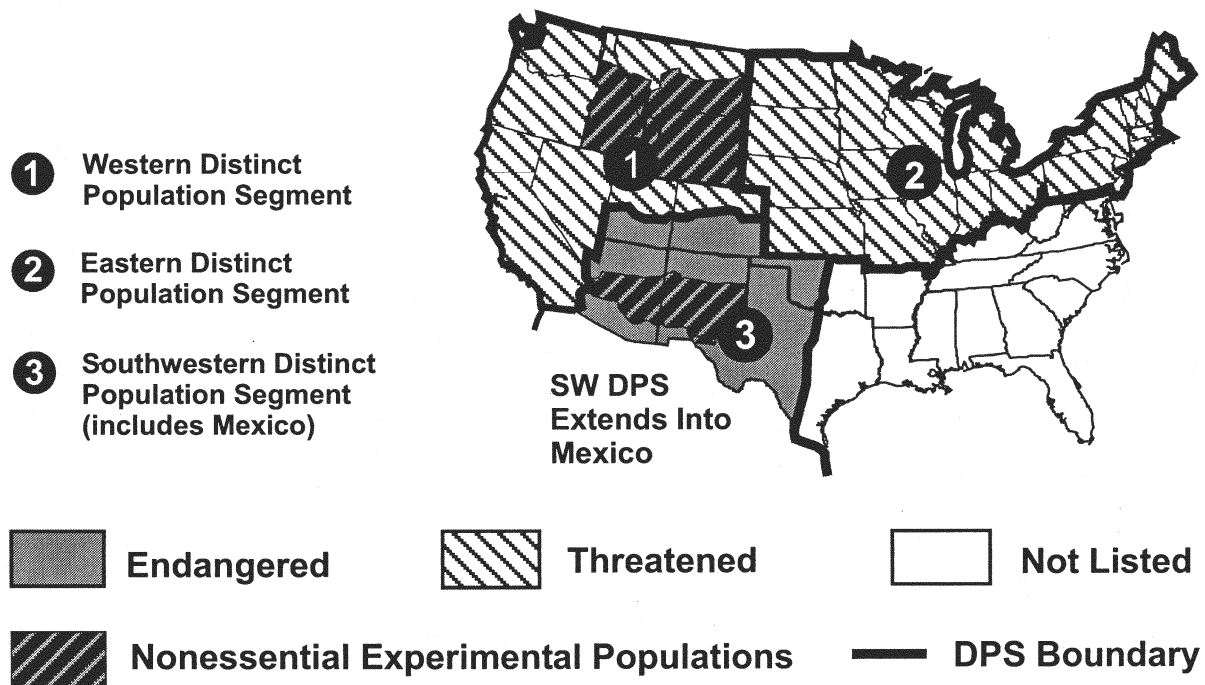 1 Western Distinct
Population Segment
2 Eastern Distinct
Population Segment
3 Southwestern Distinct
Population Segment
(includes Mexico)
1
2
3
SW DPS
Extends Into
Mexico
Endangered
Threatened
Not Listed
Nonessential Experimental Populations
DPS Boundary